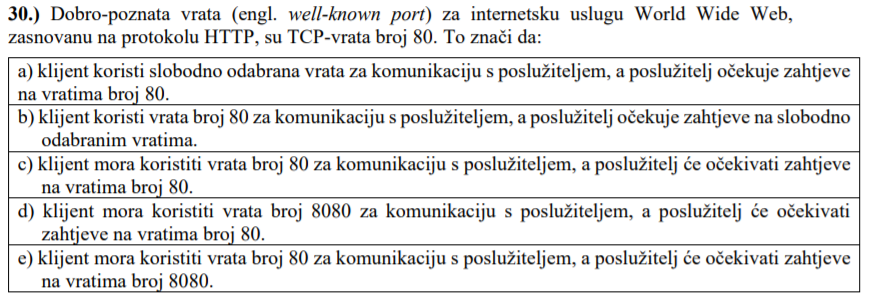 30.) Dobro-poznata vrata (engl. well-known port) za internetsku uslugu World Wide Web,
zasnovanu na protokolu HTTP, su TCP-vrata broj 80. To znači da:
a) klijent koristi slobodno odabrana vrata za komunikaciju s poslužiteljem, a poslužitelj očekuje zahtjeve
na vratima broj 80.
b) klijent koristi vrata broj 80 za komunikaciju s poslužiteljem, a poslužitelj očekuje zahtjeve na slobodno
odabranim vratima.
c) klijent mora koristiti vrata broj 80 za komunikaciju s poslužiteljem, a poslužitelj će očekivati zahtjeve
na vratima broj 80.
d) klijent mora koristiti vrata broj 8080 za komunikaciju s poslužiteljem, a poslužitelj će očekivati
zahtjeve na vratima broj 80.
e) klijent mora koristiti vrata broj 80 za komunikaciju s poslužiteljem, a poslužitelj će očekivati zahtjeve
na vratima broj 8080.